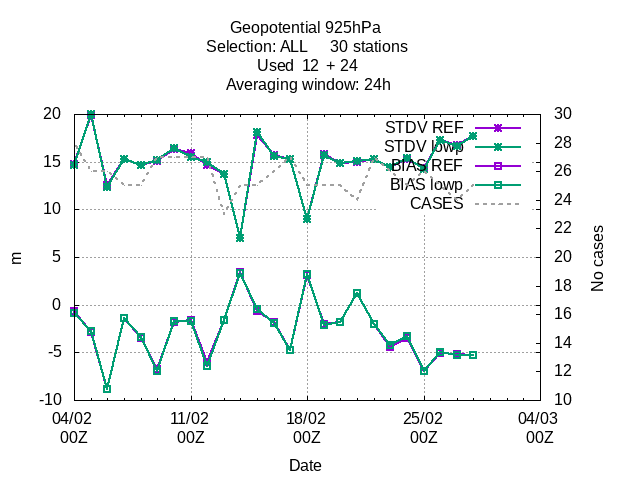 Geopotential 925hPa
Selection: ALL 30 stations
Used 12 + 24
Averaging window: 24h
20
15
10
5
0
-5
-10
m
30
28
26
24
22
20
18
16
14
12
10
No cases
STDV REF
STDV lowp
BIAS REF
BIAS lowp
CASES
04/02 11/02 18/02 25/02 04/03
00Z 00Z 00Z 00Z 00Z
Date